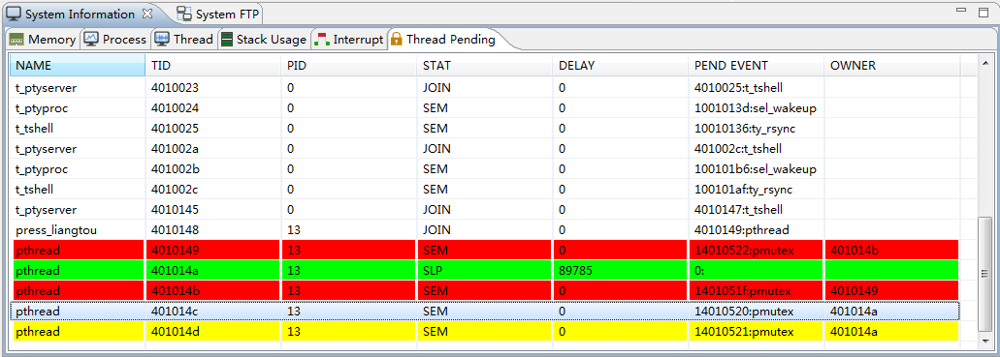 System Information System FTP
Memory Process Thread Stack Usage Interrupt Thread Pending
NAME TID PID STAT DELAY PEND EVENT OWNER
t_ptyserver 4010023 0 JOIN 0 4010025:t_tshell
t_ptyproc 4010024 0 SEM 0 1001013d:sel_wakeup
t_tshell 4010025 0 SEM 0 10010136:ty_rsync
t_ptyserver 401002a 0 JOIN 0 401002c:t_tshell
t_ptyproc 401002b 0 SEM 0 100101b6:sel_wakeup
t_tshell 401002c 0 SEM 0 100101af:ty_rsync
t_ptyserver 4010145 0 JOIN 0 4010147:t_tshell
press_liangtou 4010148 13 JOIN 0 4010149:pthread
pthread 4010149 13 SEM 0 14010522:pmutex 401014b
pthread 401014a 13 SLP 89785 0:
pthread 401014b 13 SEM 0 1401051f:pmutex 4010149
pthread 401014c 13 SEM 0 14010520:pmutex 401014a
pthread 401014d 13 SEM 0 14010521:pmutex 401014a